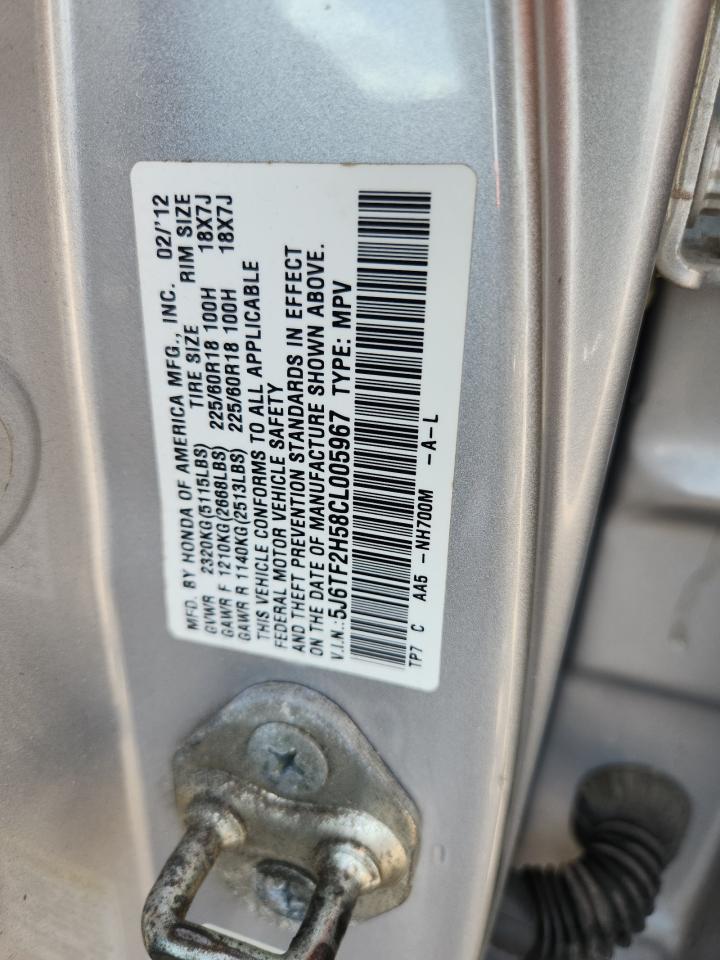 MFD. BY HONDA OF AMERICA MFG., INC. 02/'12
GVWR 2320KG(5115LBS) TIRE SIZE RIM SIZE
GAWR F 1210KG(2668LBS) 225/60R18 100H 18X7J
GAWR R 1140KG(2513LBS) 225/60R18 100H 18X7J
THIS VEHICLE CONFORMS TO ALL APPLICABLE
FEDERAL MOTOR VEHICLE SAFETY
AND THEFT PREVENTION STANDARDS IN EFFECT
ON THE DATE OF MANUFACTURE SHOWN ABOVE.
V.I.N.:5J6TF2H58CL005967 TYPE: MPV
TP7 C AA5 -NH700M -A-L